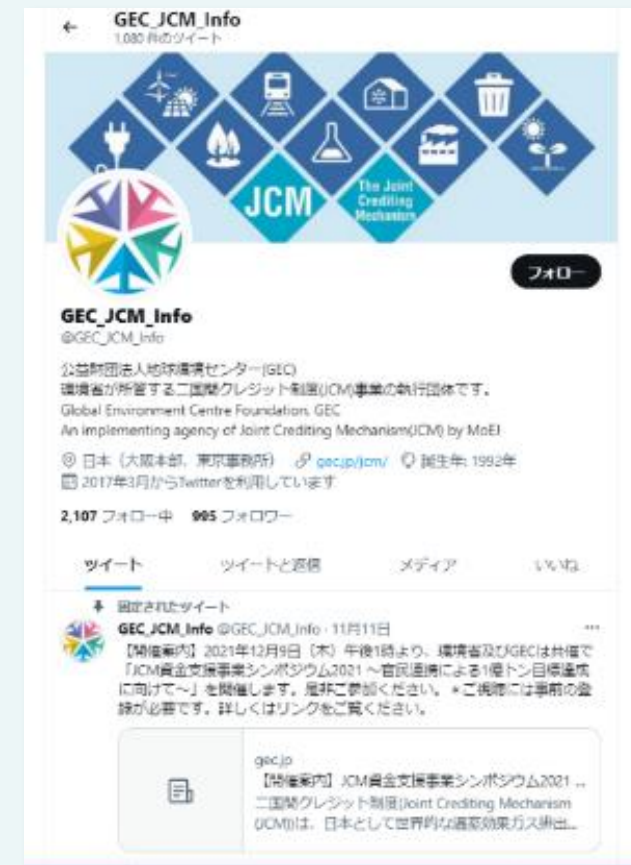 GEC_JCM_Info
1,080 件のツイート
JCM
The Joint
Crediting
Mechanism
フォロー
GEC_JCM_Info
@GEC_JCM_Info
公益財団法人地球環境センター(GEC)
環境省が所管する二国間クレジット制度(JCM)事業の執行団体です。
Global Environment Centre Foundation, GEC
An implementing agency of Joint Crediting Mechanism(JCM) by MoEJ
日本（大阪本部、東京事務所） gec.jp/jcm/ 誕生年: 1992年
2017年3月からTwitterを利用しています
2,107 フォロー中 995 フォロワー
ツイート ツイートと返信 メディア いいね
固定されたツイート
GEC_JCM_Info @GEC_JCM_Info · 11月11日 ...
【開催案内】2021年12月9日（木）午後1時より、環境省及びGECは共催で
「JCM資金支援事業シンポジウム2021 ～官民連携による1億トン目標達成
に向けて～」を開催します。是非ご参加ください。＊ご視聴には事前の登
録が必要です。詳しくはリンクをご覧ください。
gec.jp
【開催案内】JCM資金支援事業シンポジウム2021 ...
二国間クレジット制度(Joint Crediting Mechanism
(JCM))は、日本として世界的な温室効果ガス排出...